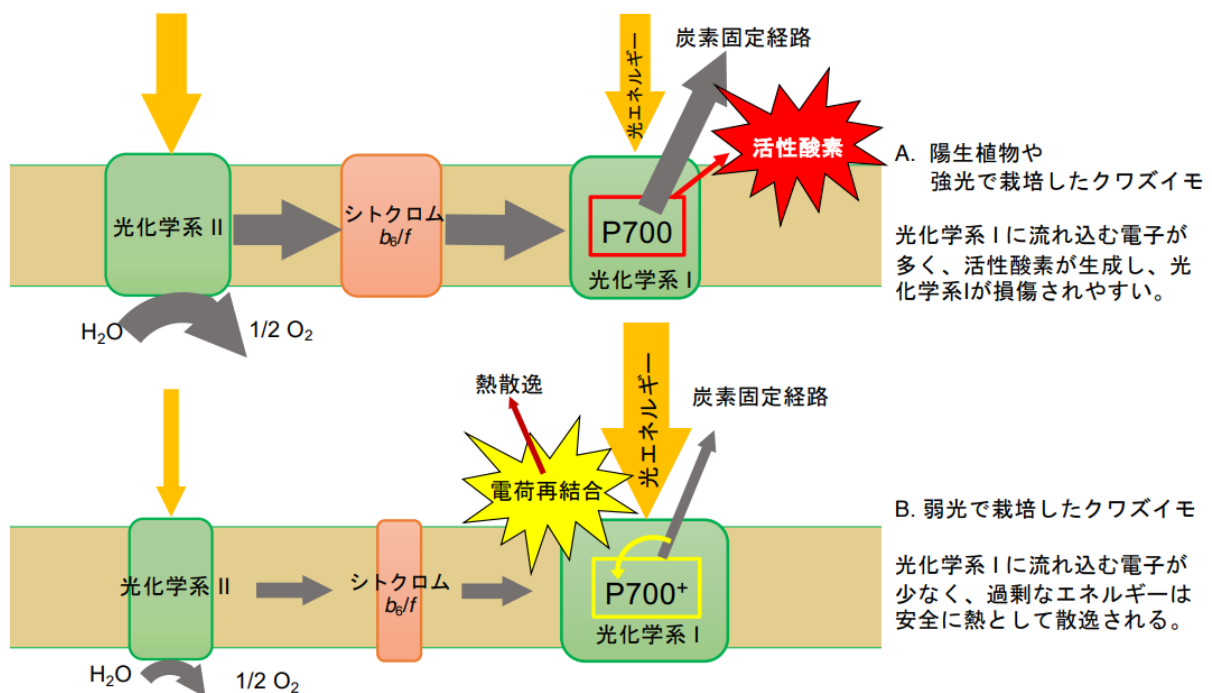 炭素固定経路
光エネルギー
活性酸素
光化学系 II
シトクロム
b₆/f
P700
光化学系 I
H₂O
1/2 O₂
A. 陽生植物や
強光で栽培したクワズイモ
光化学系 I に流れ込む電子が
多く、活性酸素が生成し、光
化学系Iが損傷されやすい。
熱散逸
光エネルギー
炭素固定経路
電荷再結合
光化学系 II
シトクロム
b₆/f
P700⁺
光化学系 I
H₂O
1/2 O₂
B. 弱光で栽培したクワズイモ
光化学系 I に流れ込む電子が
少なく、過剰なエネルギーは
安全に熱として散逸される。